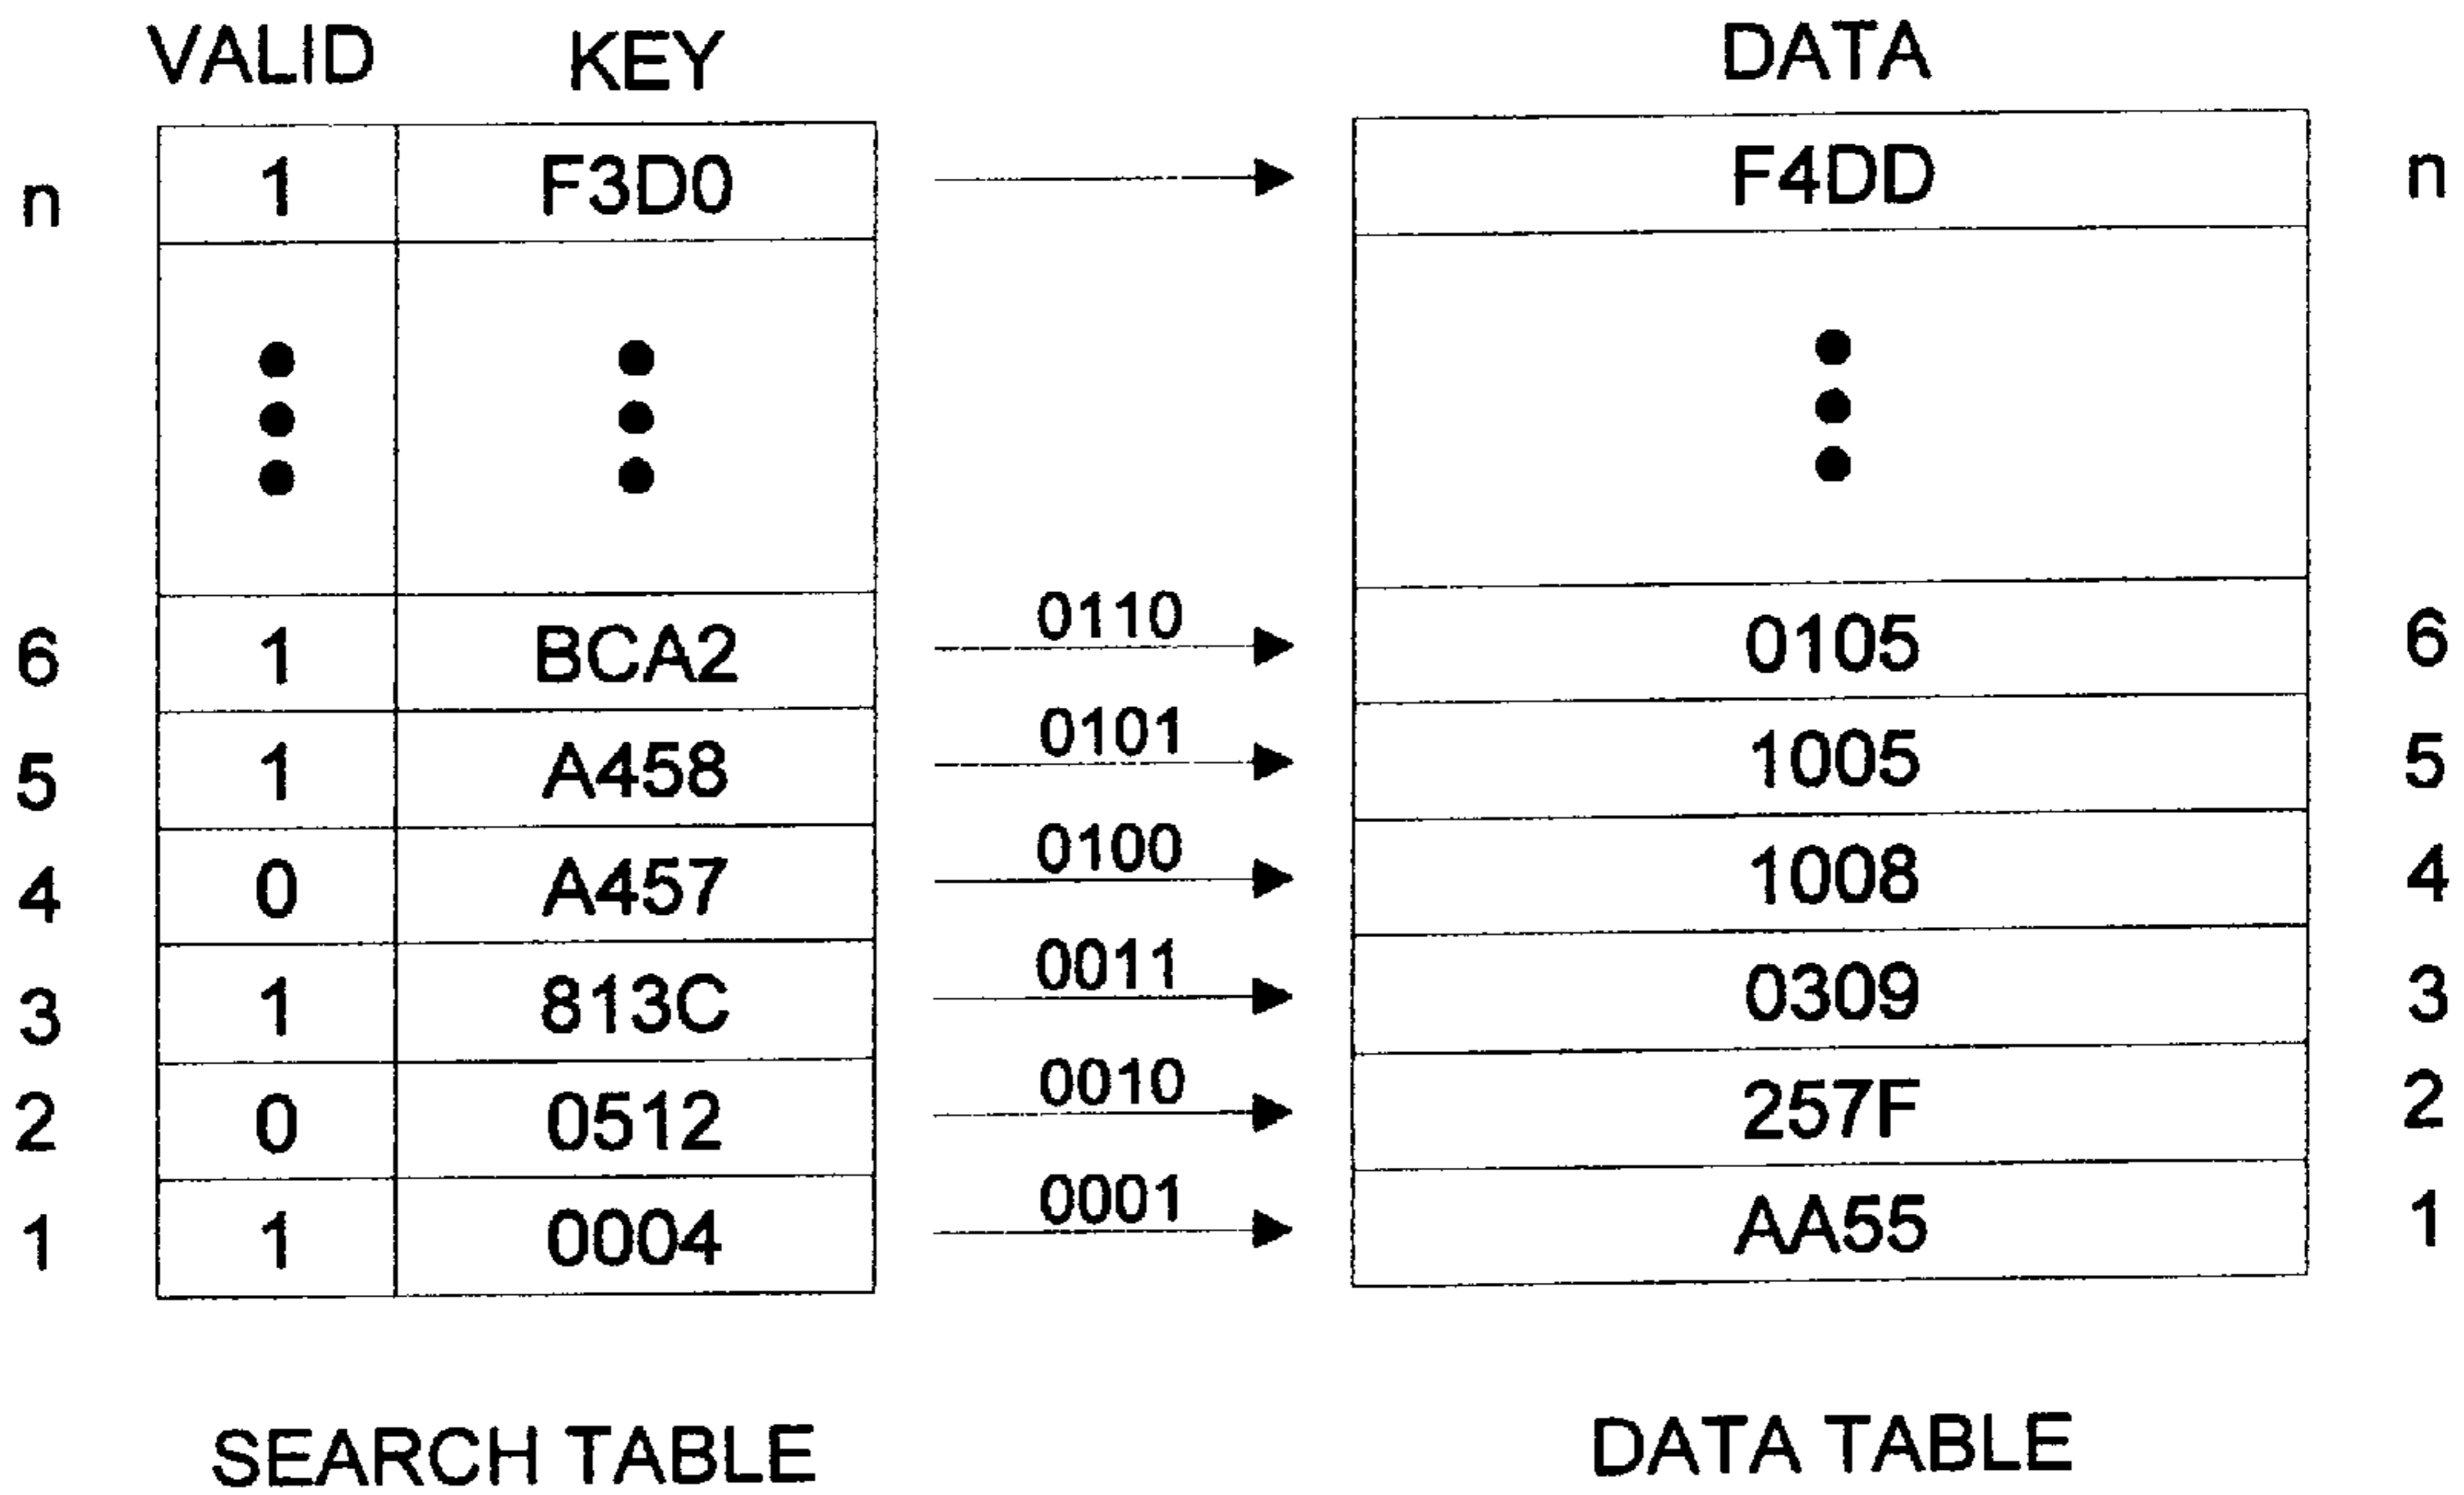 VALID KEY DATA
n 1 F3D0 F4DD n
6 1 BCA2 0110 0105 6
5 1 A458 0101 1005 5
4 0 A457 0100 1008 4
3 1 813C 0011 0309 3
2 0 0512 0010 257F 2
1 1 0004 0001 AA55 1
SEARCH TABLE DATA TABLE